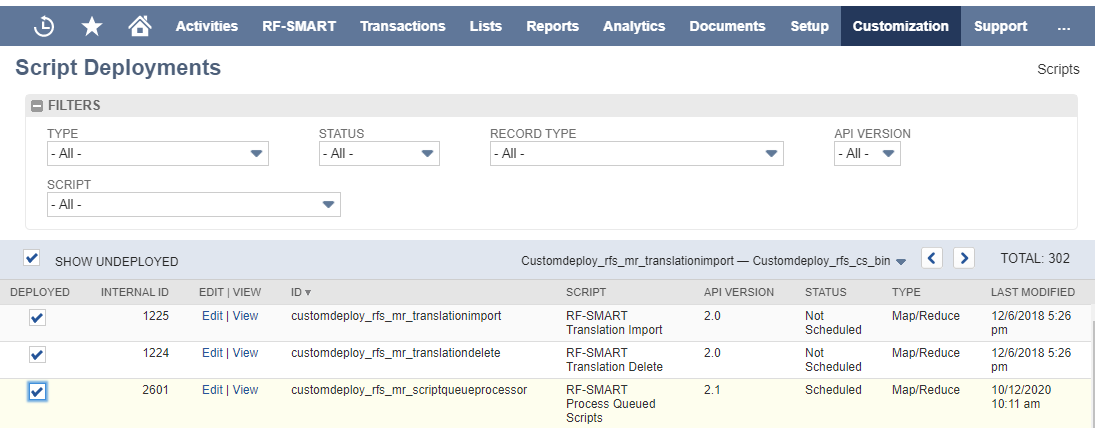 Activities RF-SMART Transactions Lists Reports Analytics Documents Setup Customization Support ...
Script Deployments
Scripts
FILTERS
TYPE STATUS RECORD TYPE API VERSION
- All - - All - - All - - All -
SCRIPT
- All -
SHOW UNDEPLOYED Customdeploy_rfs_mr_translationimport — Customdeploy_rfs_cs_bin TOTAL: 302
DEPLOYED INTERNAL ID EDIT | VIEW ID ▼ SCRIPT API VERSION STATUS TYPE LAST MODIFIED
1225 Edit | View customdeploy_rfs_mr_translationimport RF-SMART 2.0 Not Map/Reduce 12/6/2018 5:26
Translation Import Scheduled pm
1224 Edit | View customdeploy_rfs_mr_translationdelete RF-SMART 2.0 Not Map/Reduce 12/6/2018 5:26
Translation Delete Scheduled pm
2601 Edit | View customdeploy_rfs_mr_scriptqueueprocessor RF-SMART 2.1 Scheduled Map/Reduce 10/12/2020
Process Queued 10:11 am
Scripts